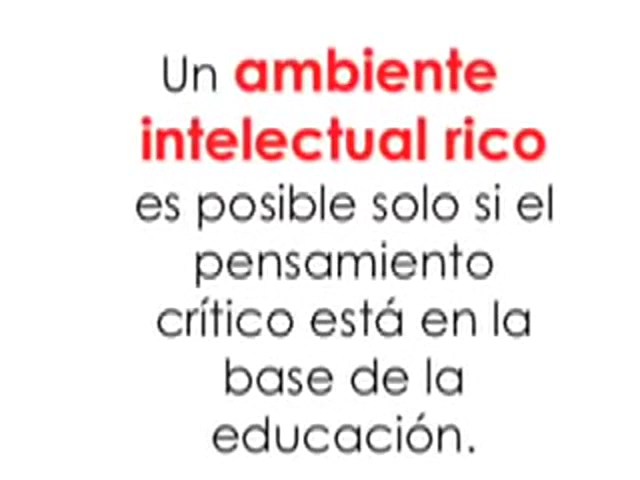 Un ambiente
intelectual rico
es posible solo si el
pensamiento
crítico está en la
base de la
educación.